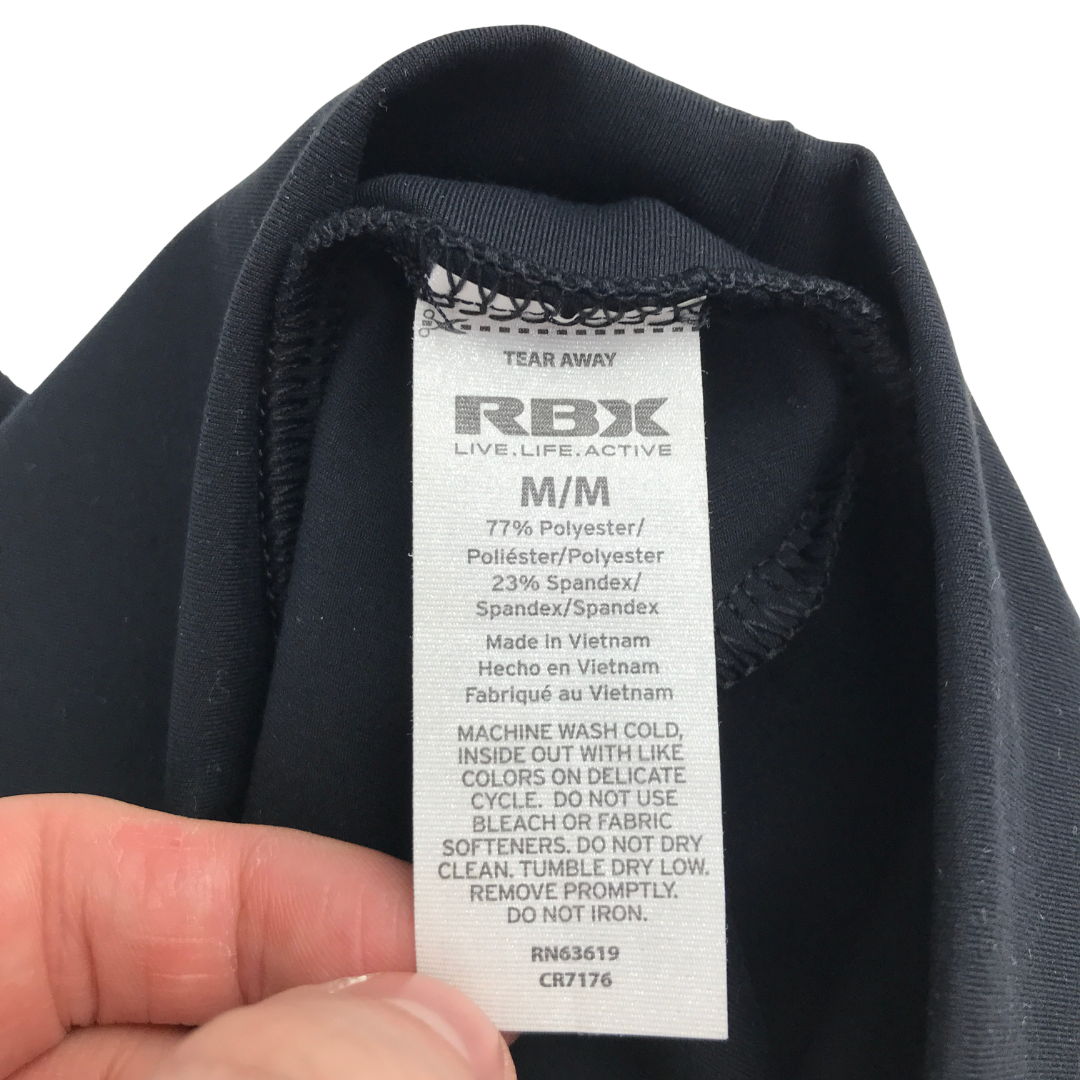 TEAR AWAY
RBX
LIVE.LIFE.ACTIVE
M/M
77% Polyester/
Poliéster/Polyester
23% Spandex/
Spandex/Spandex
Made In Vietnam
Hecho en Vietnam
Fabriqué au Vietnam
MACHINE WASH COLD,
INSIDE OUT WITH LIKE
COLORS ON DELICATE
CYCLE. DO NOT USE
BLEACH OR FABRIC
SOFTENERS. DO NOT DRY
CLEAN. TUMBLE DRY LOW.
REMOVE PROMPTLY.
DO NOT IRON.
RN63619
CR7176